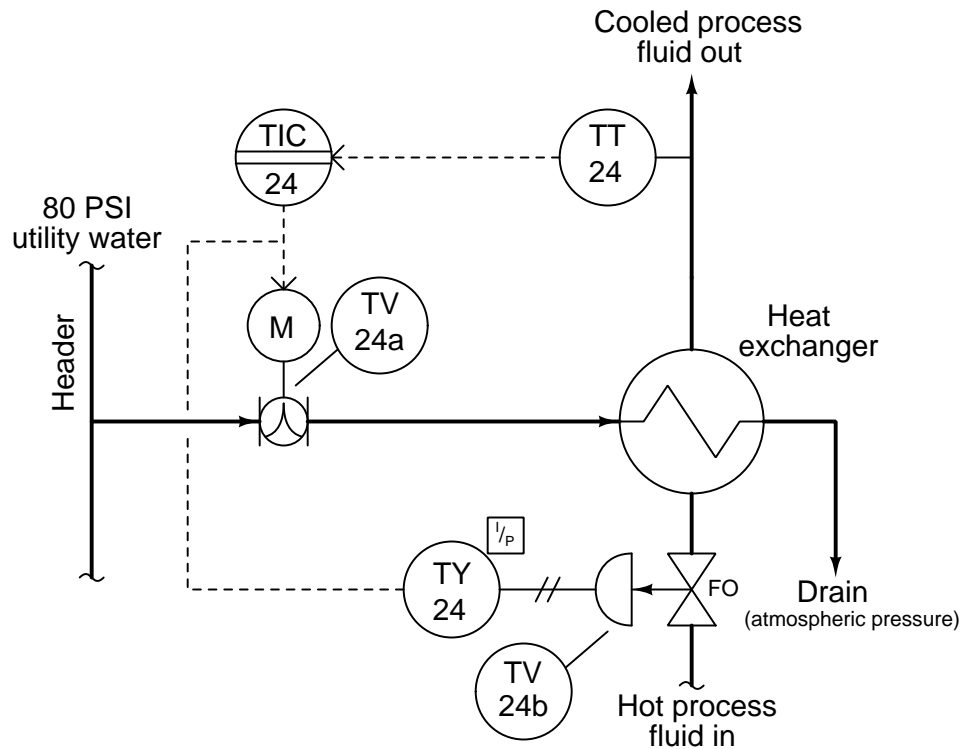 Cooled process
fluid out
TIC
24
TT
24
80 PSI
utility water
Header
M
TV
24a
Heat
exchanger
I/P
TY
24
FO
Drain
(atmospheric pressure)
TV
24b
Hot process
fluid in